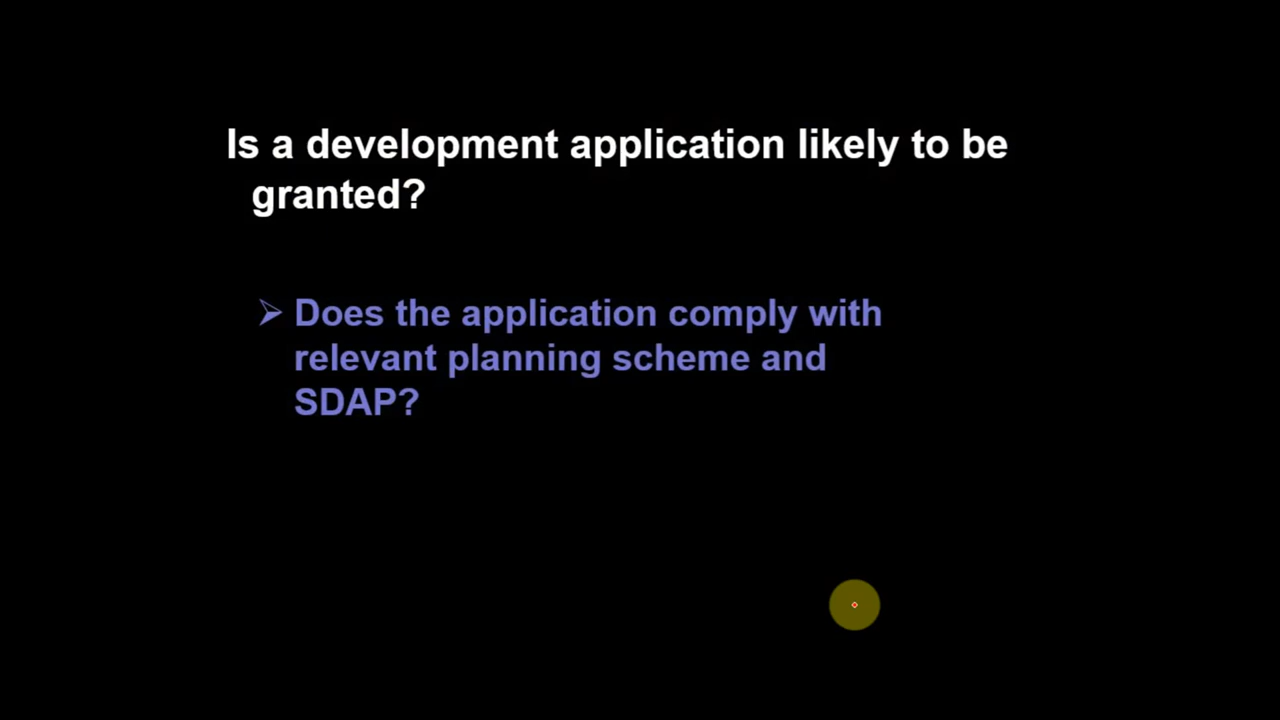 Is a development application likely to be
granted?
➢ Does the application comply with
relevant planning scheme and
SDAP?